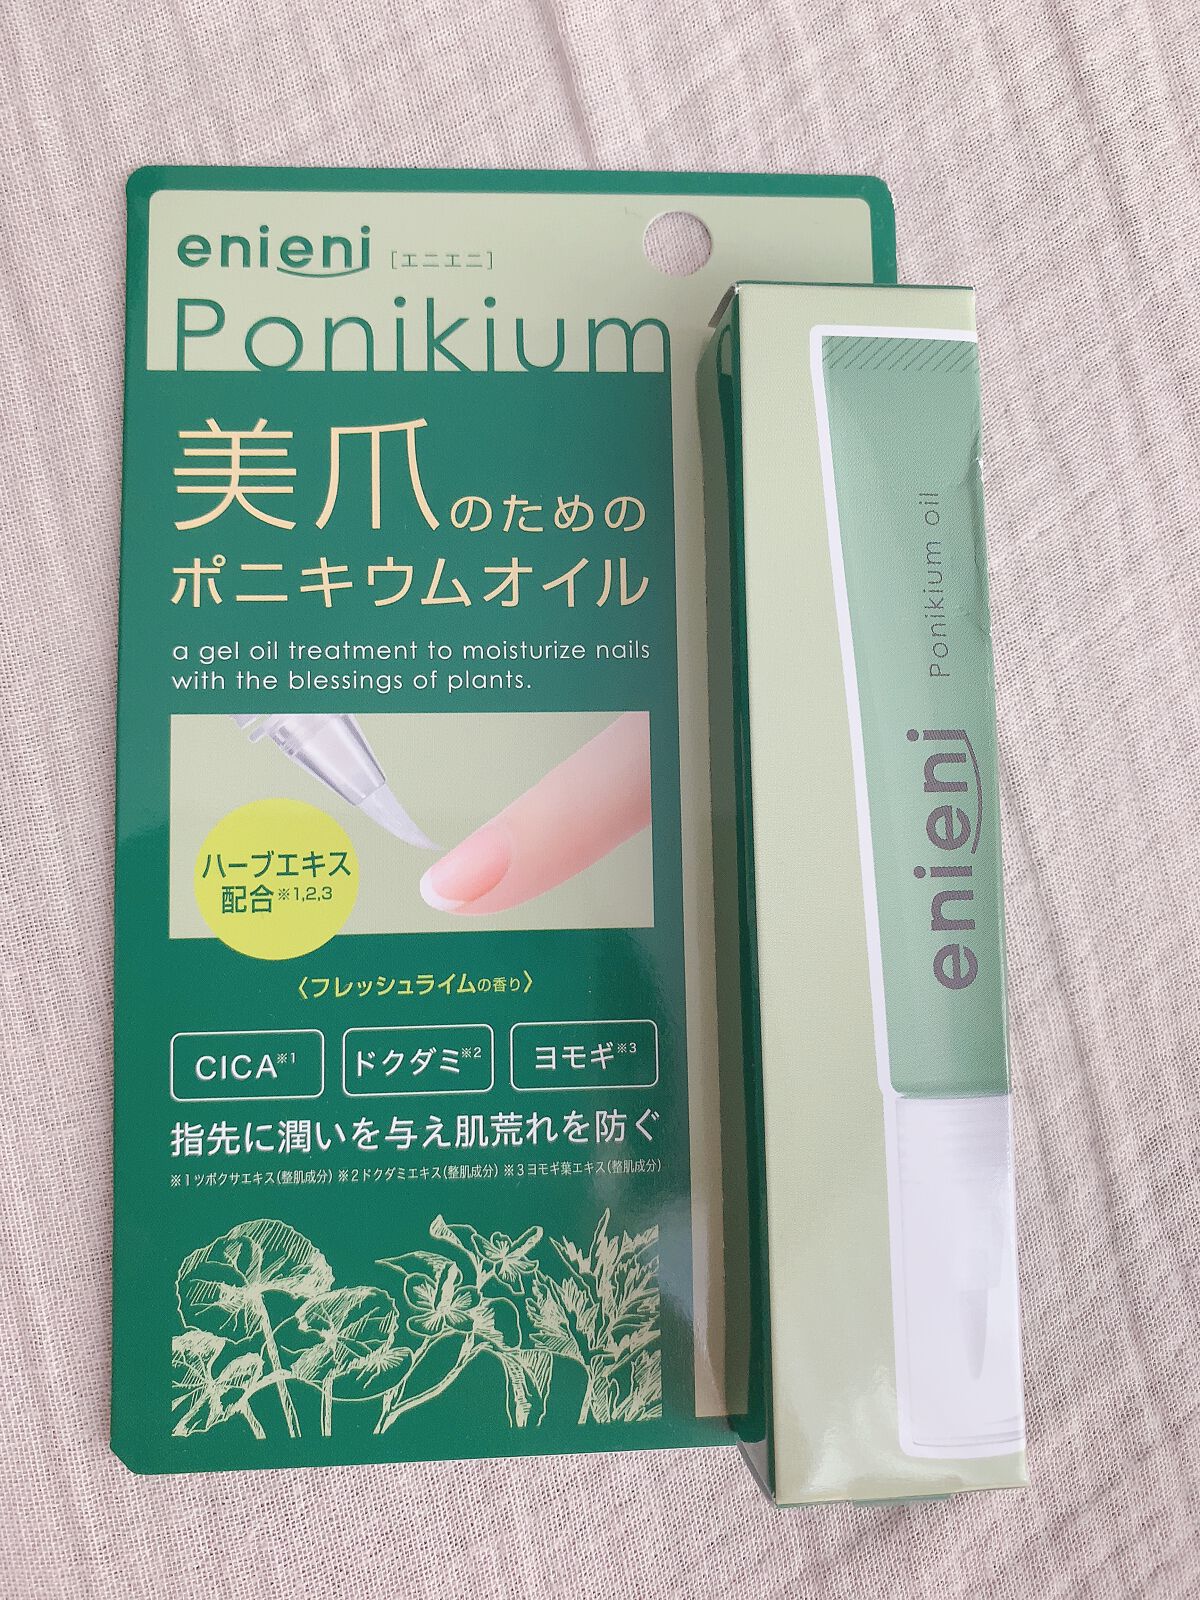 enieni [エニエニ]
Ponikium
美爪のための
ポニキウムオイル
a gel oil treatment to moisturize nails
with the blessings of plants.
ハーブエキス
配合※1,2,3
〈フレッシュライムの香り〉
CICA※1
ドクダミ※2
ヨモギ※3
指先に潤いを与え肌荒れを防ぐ
※1ツボクサエキス(整肌成分) ※2ドクダミエキス(整肌成分) ※3ヨモギ葉エキス(整肌成分)
enieni Ponikium oil